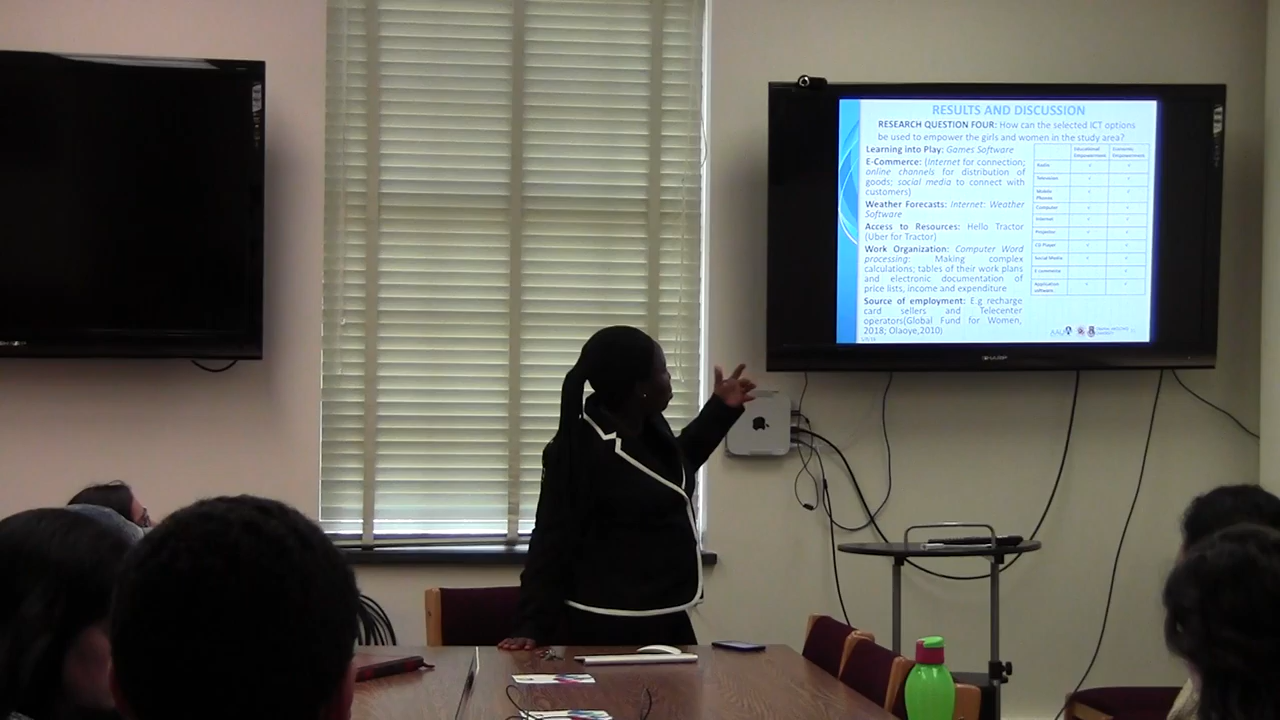 RESULTS AND DISCUSSION
RESEARCH QUESTION FOUR: How can the selected ICT options
be used to empower the girls and women in the study area?
Learning into Play: Games Software
E-Commerce: (Internet for connection;
online channels for distribution of
goods; social media to connect with
customers)
Weather Forecasts: Internet: Weather
Software
Access to Resources: Hello Tractor
(Uber for Tractor)
Work Organization: Computer Word
processing: Making complex
calculations; tables of their work plans
and electronic documentation of
price lists, income and expenditure
Source of employment: E.g recharge
card sellers and Telecenter
operators(Global Fund for Women,
2018; Olaoye,2010)
Educational Economic
Empowerment Empowerment
Radio
Television
Mobile
Phones
Computer
Internet
Projector
CD Player
Social Media
E commerce
Application
software
SHARP